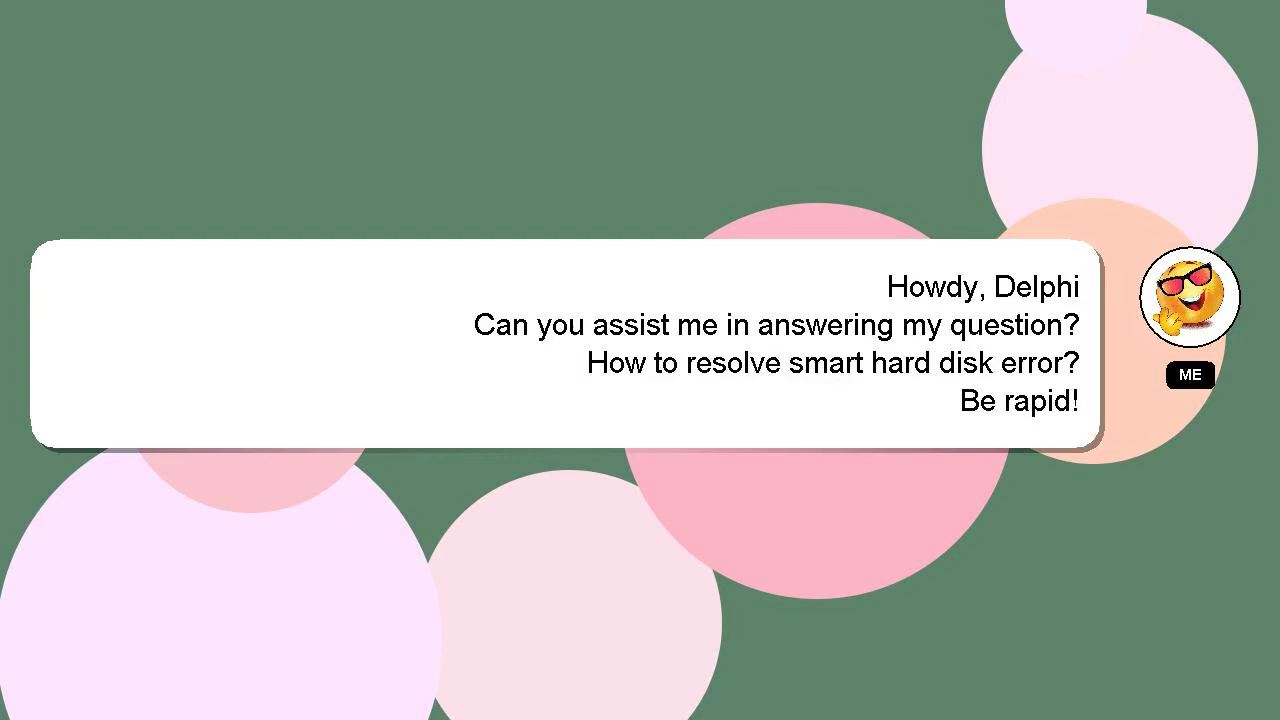 Howdy, Delphi
Can you assist me in answering my question?
How to resolve smart hard disk error?
Be rapid!
ME